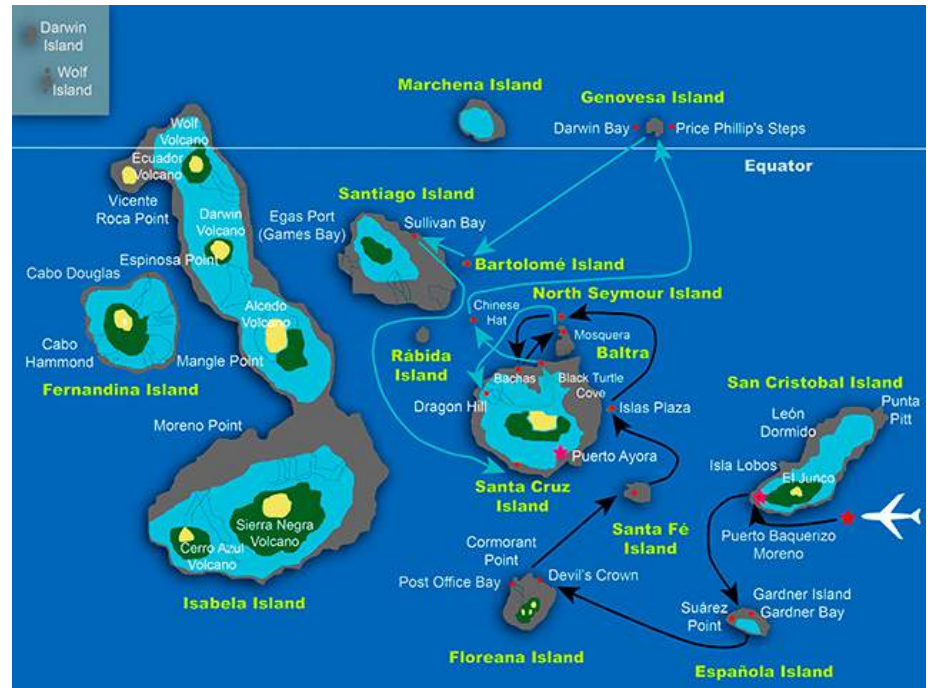 Darwin
Island
Wolf
Island
Marchena Island
Genovesa Island
Darwin Bay
Price Phillip's Steps
Equator
Wolf
Volcano
Ecuador
Volcano
Vicente
Roca Point
Santiago Island
Egas Port
(Games Bay)
Sullivan Bay
Darwin
Volcano
Espinosa Point
Bartolomé Island
Cabo Douglas
North Seymour Island
Alcedo
Volcano
Chinese
Hat
Mosquera
Cabo
Hammond
Mangle Point
Rábida
Island
Baltra
Fernandina Island
Bachas
Black Turtle
Cove
San Cristobal Island
Dragon Hill
Islas Plaza
Punta
Pitt
León
Dormido
Moreno Point
Puerto Ayora
Isla Lobos
El Junco
Santa Cruz
Island
Sierra Negra
Volcano
Santa Fé
Island
Puerto Baquerizo
Moreno
Cerro Azul
Volcano
Cormorant
Point
Post Office Bay
Devil's Crown
Gardner Island
Gardner Bay
Suárez
Point
Isabela Island
Floreana Island
Española Island